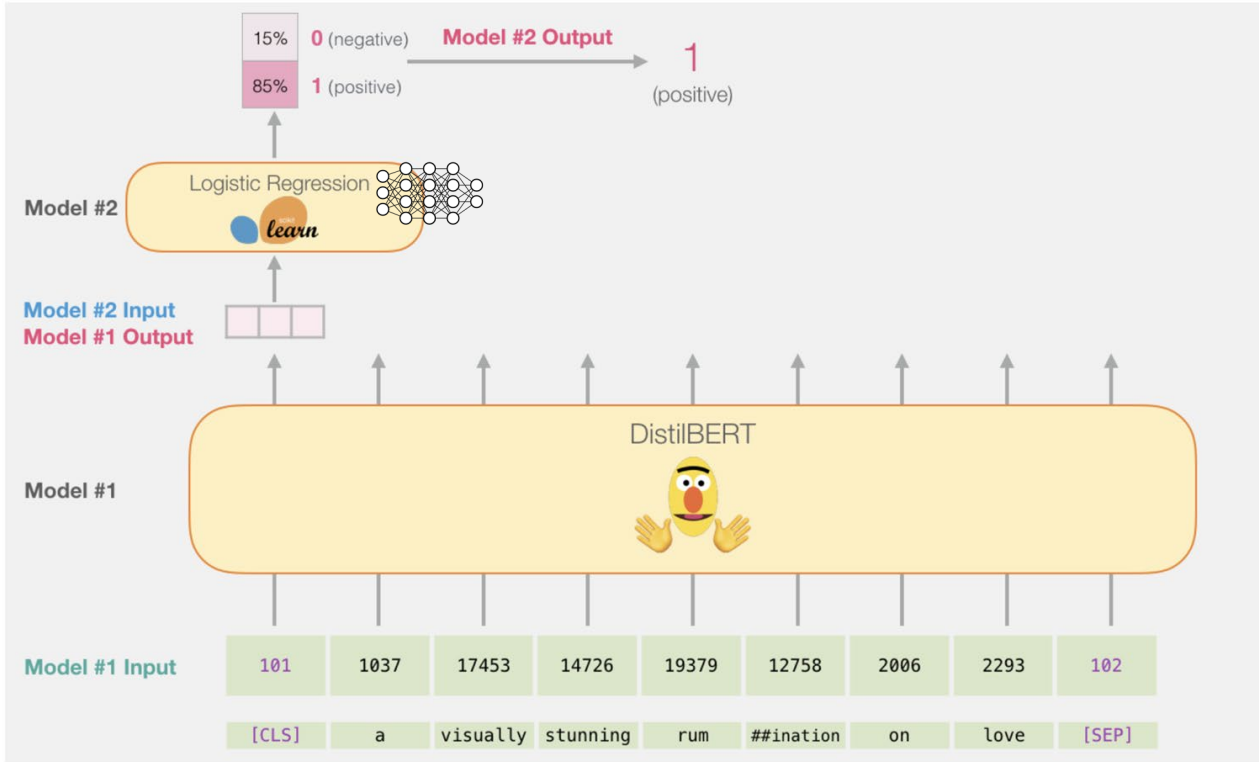 15% 0 (negative) Model #2 Output 1
85% 1 (positive) (positive)
Logistic Regression
Model #2
learn
Model #2 Input
Model #1 Output
DistilBERT
Model #1
Model #1 Input 101 1037 17453 14726 19379 12758 2006 2293 102
[CLS] a visually stunning rum ##ination on love [SEP]